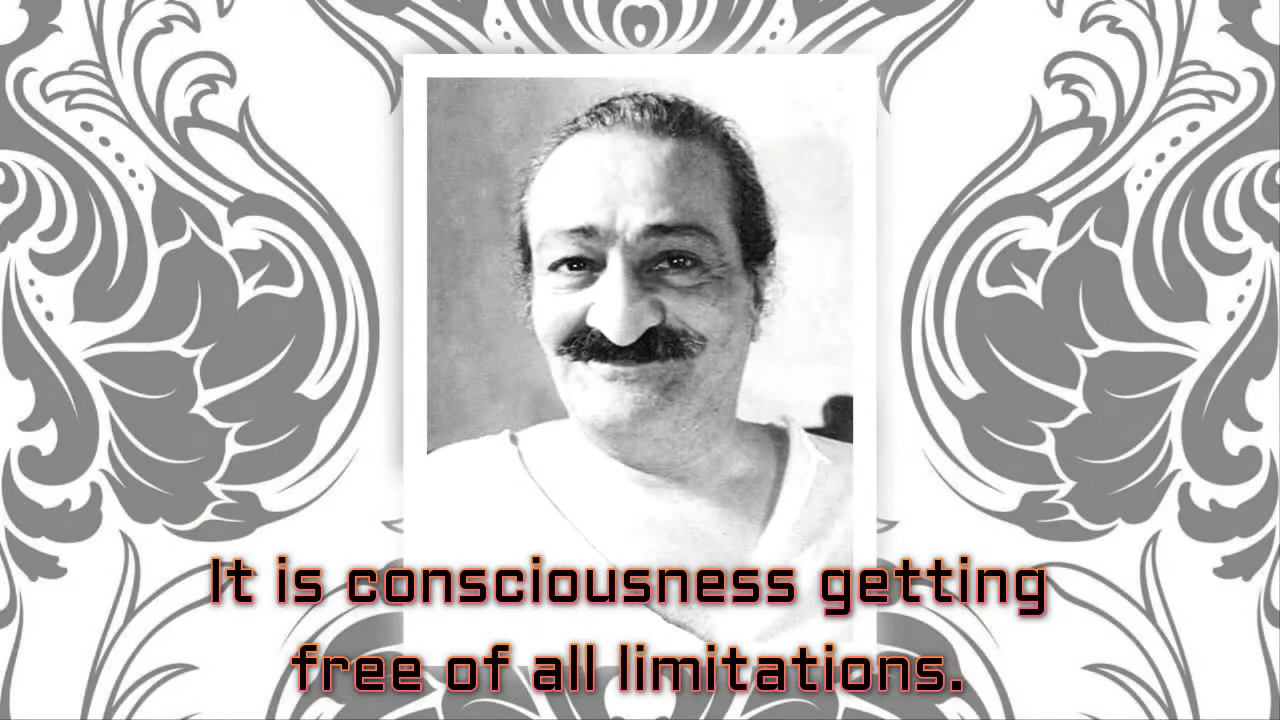 It is consciousness getting
free of all limitations.